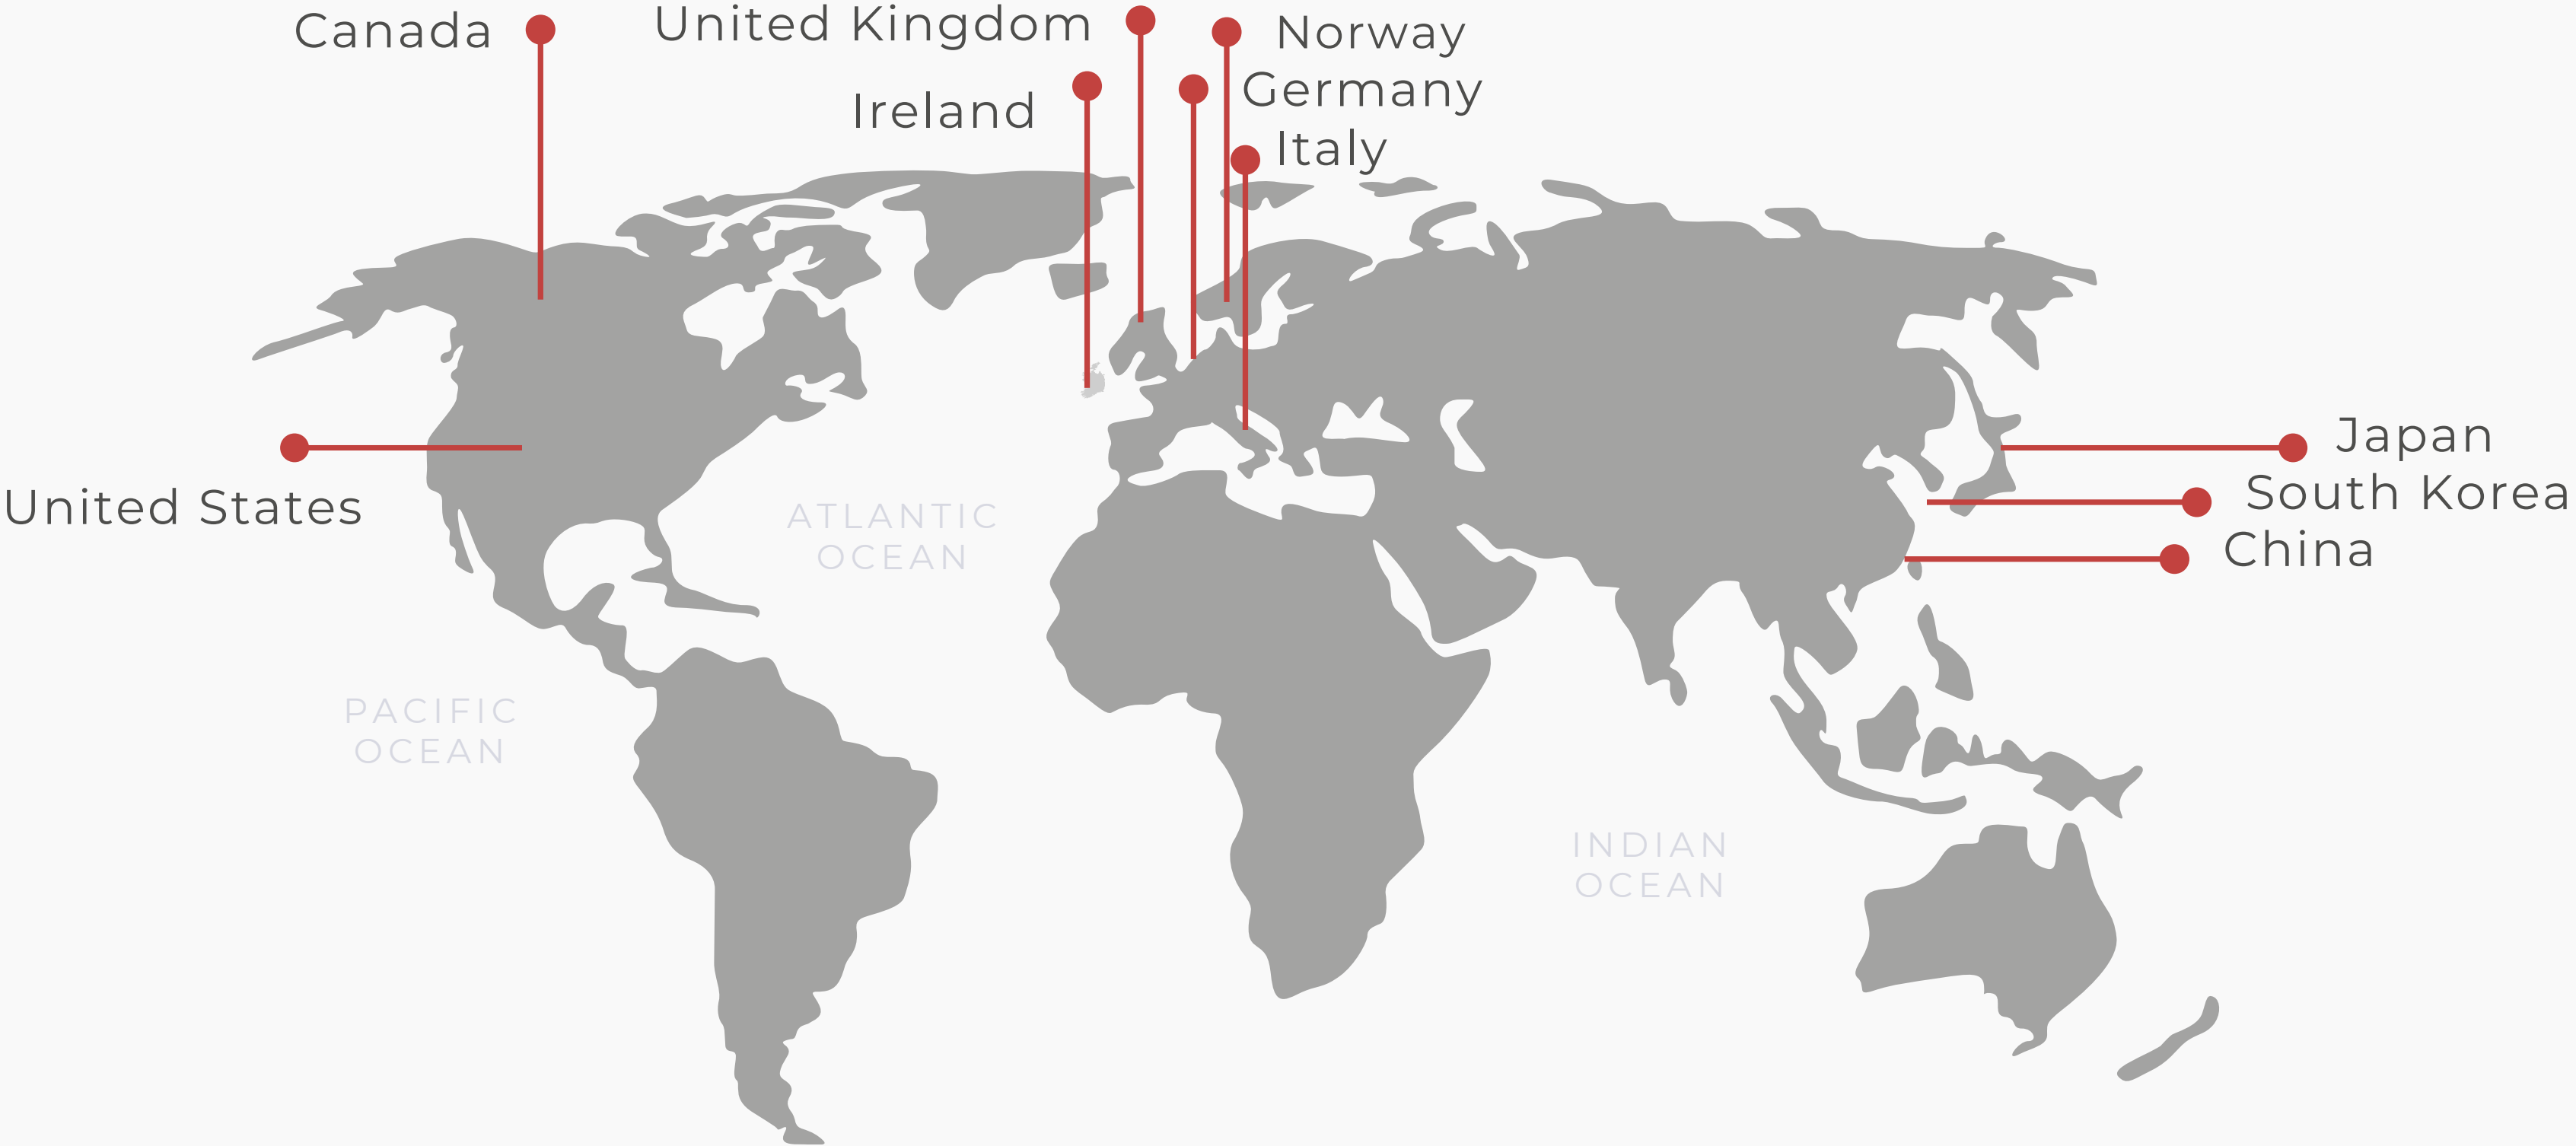 Canada
United Kingdom
Norway
Germany
Ireland
Italy
Japan
United States
South Korea
China
ATLANTIC
OCEAN
PACIFIC
OCEAN
INDIAN
OCEAN